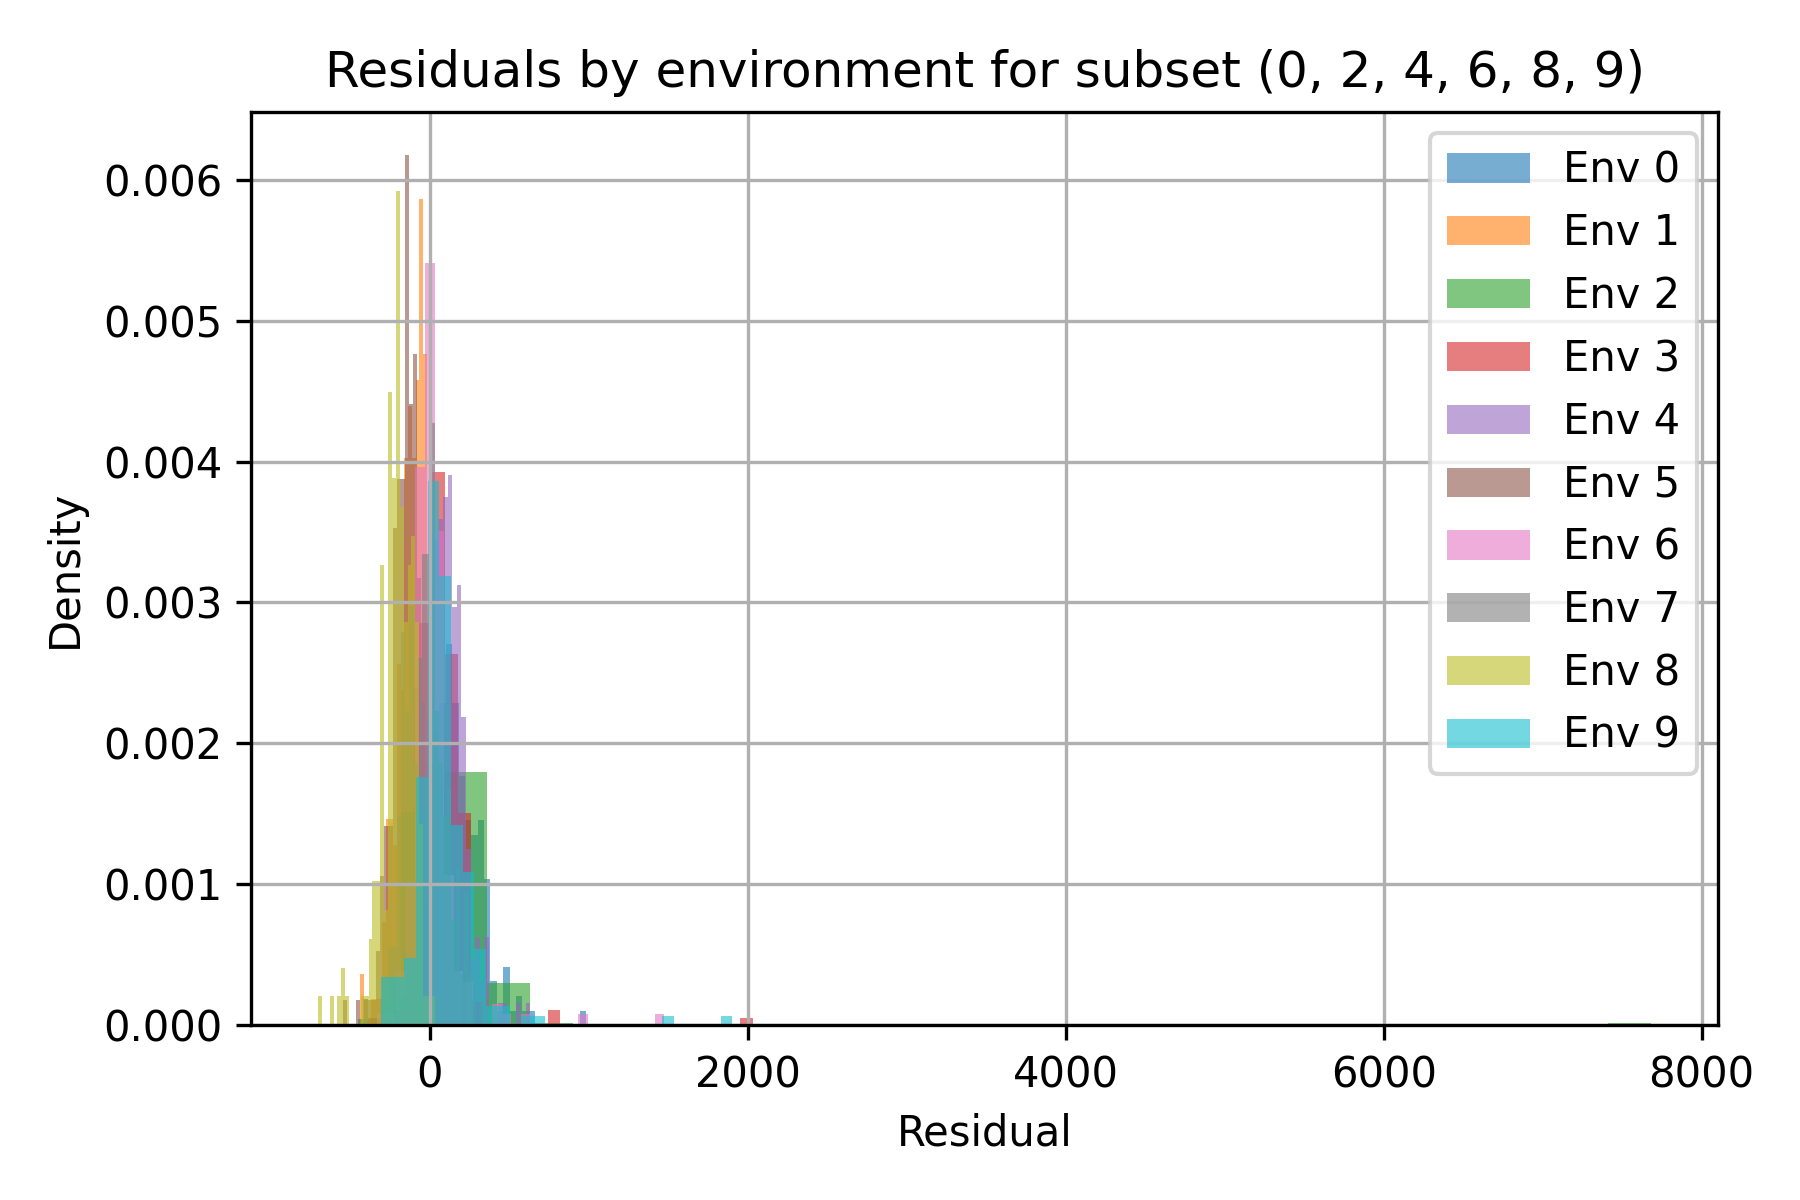 Residuals by environment for subset (0, 2, 4, 6, 8, 9)
0.006
0.005
0.004
0.003
0.002
0.001
0.000
Density
0
2000
4000
6000
8000
Residual
Env 0
Env 1
Env 2
Env 3
Env 4
Env 5
Env 6
Env 7
Env 8
Env 9